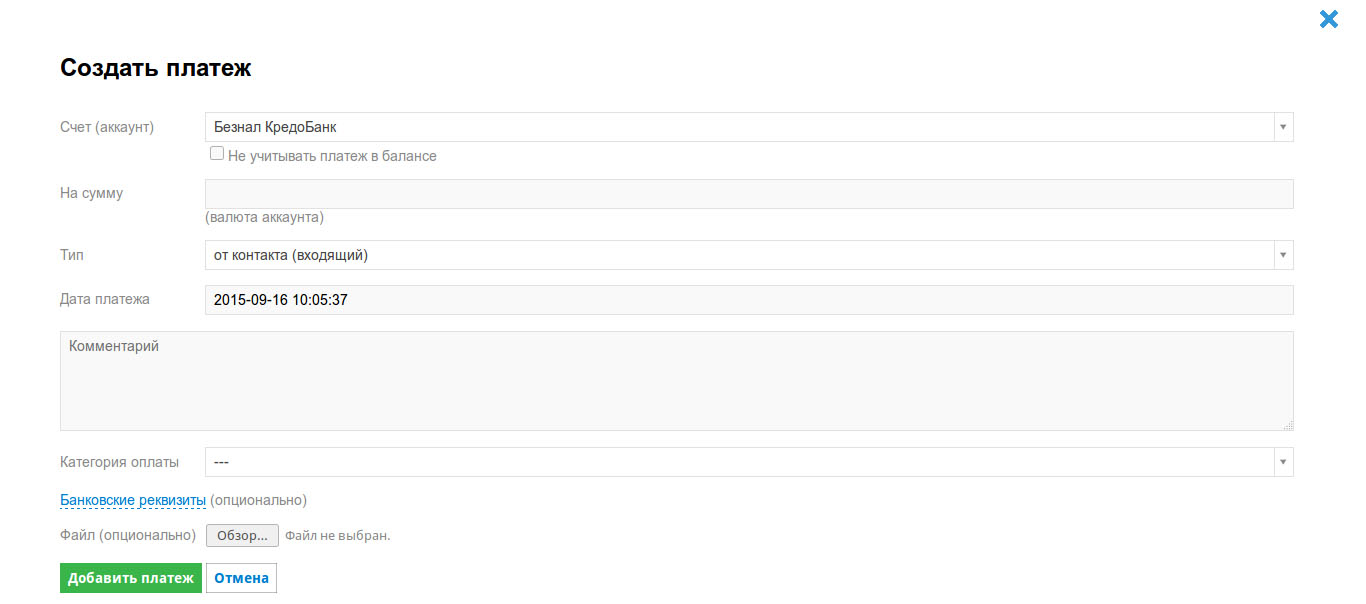 Создать платеж
Счет (аккаунт) Безнал КредоБанк
Не учитывать платеж в балансе
На сумму
(валюта аккаунта)
Тип от контакта (входящий)
Дата платежа 2015-09-16 10:05:37
Комментарий
Категория оплаты ---
Банковские реквизиты (опционально)
Файл (опционально) Обзор... Файл не выбран.
Добавить платеж Отмена